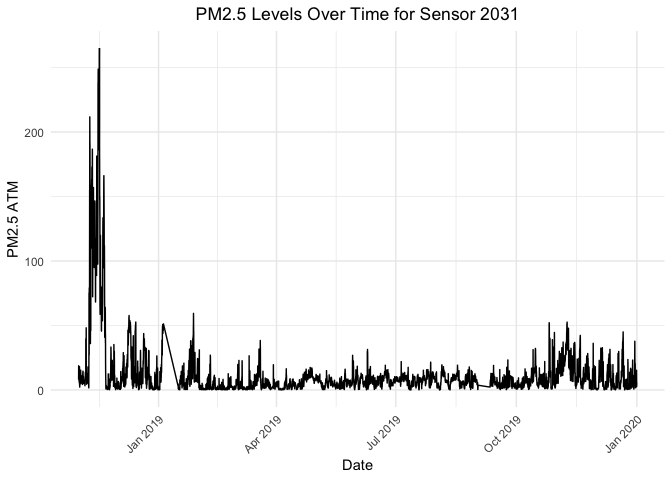 PM2.5 Levels Over Time for Sensor 2031
PM2.5 ATM
200
100
0
Jan 2019
Apr 2019
Jul 2019
Oct 2019
Jan 2020
Date